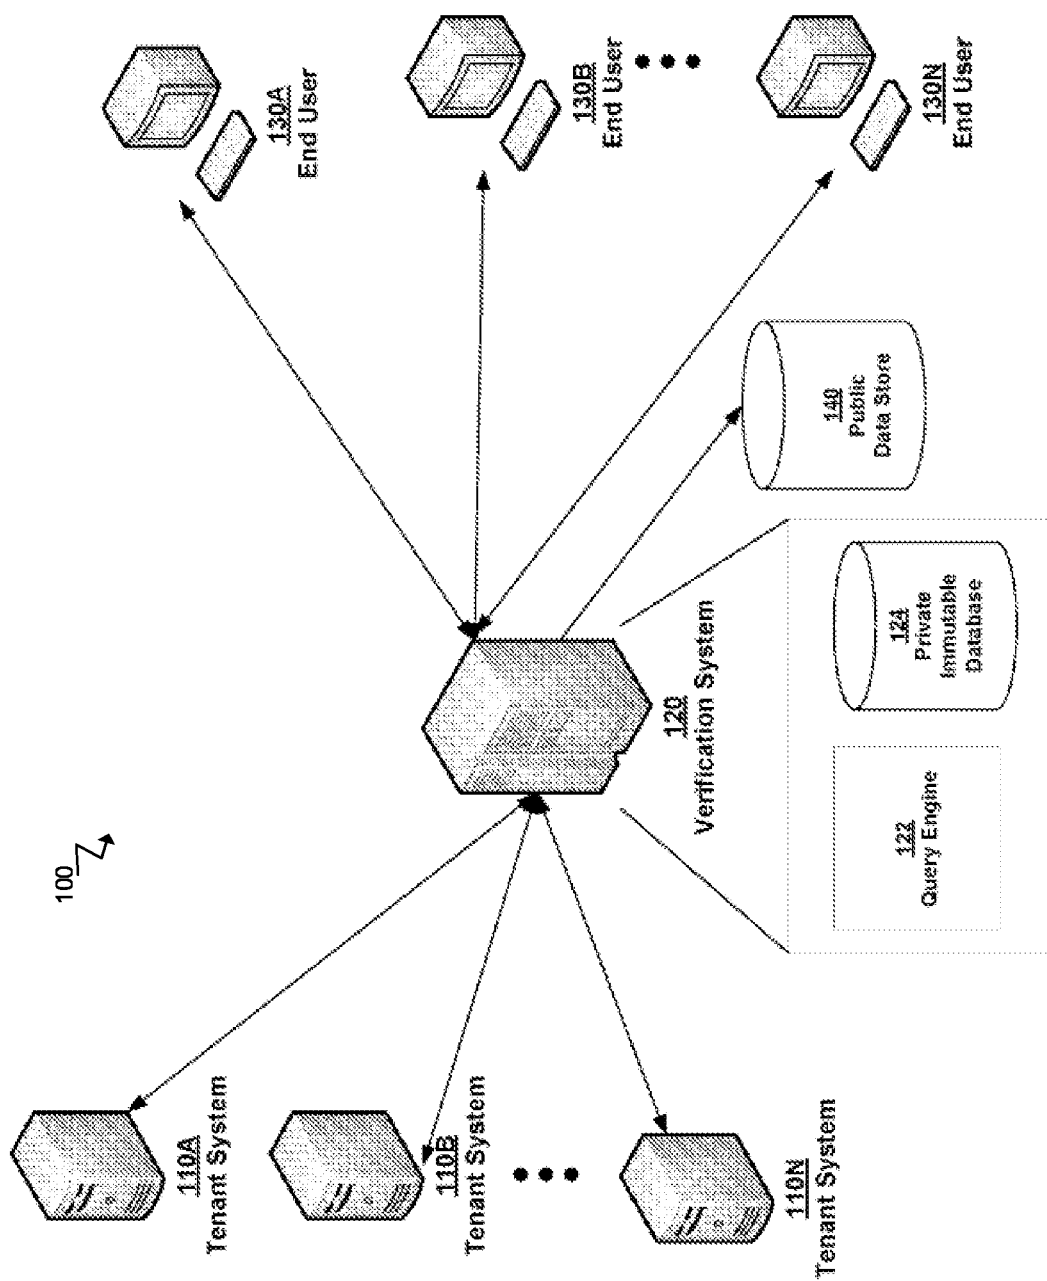 100
110A
Tenant System
110B
Tenant System
110N
Tenant System
120
Verification System
122
Query Engine
124
Private
Immutable
Database
140
Public
Data Store
130A
End User
130B
End User
130N
End User